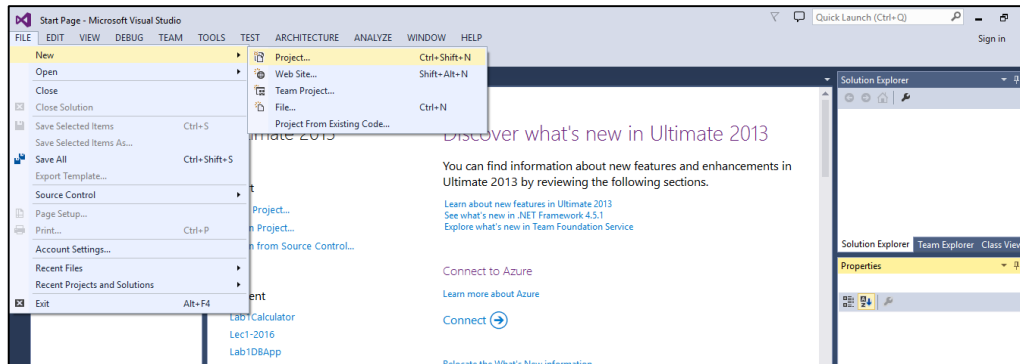 Start Page - Microsoft Visual Studio
Quick Launch (Ctrl+Q)
FILE EDIT VIEW DEBUG TEAM TOOLS TEST ARCHITECTURE ANALYZE WINDOW HELP
Sign in
New
Open
Close
Close Solution
Save Selected Items Ctrl+S
Save Selected Items As...
Save All Ctrl+Shift+S
Export Template...
Source Control
Page Setup...
Print... Ctrl+P
Account Settings...
Recent Files
Recent Projects and Solutions
Exit Alt+F4
Project... Ctrl+Shift+N
Web Site... Shift+Alt+N
Team Project...
File... Ctrl+N
Project From Existing Code...
2013
Project...
Project...
from Source Control...
Lab1Calculator
Lec1-2016
Lab1DBApp
Discover what's new in Ultimate 2013
You can find information about new features and enhancements in
Ultimate 2013 by reviewing the following sections.
Learn about new features in Ultimate 2013
See what's new in .NET Framework 4.5.1
Explore what's new in Team Foundation Service
Connect to Azure
Learn more about Azure
Connect
Relocate the What's New information
Solution Explorer
Solution Explorer Team Explorer Class View
Properties